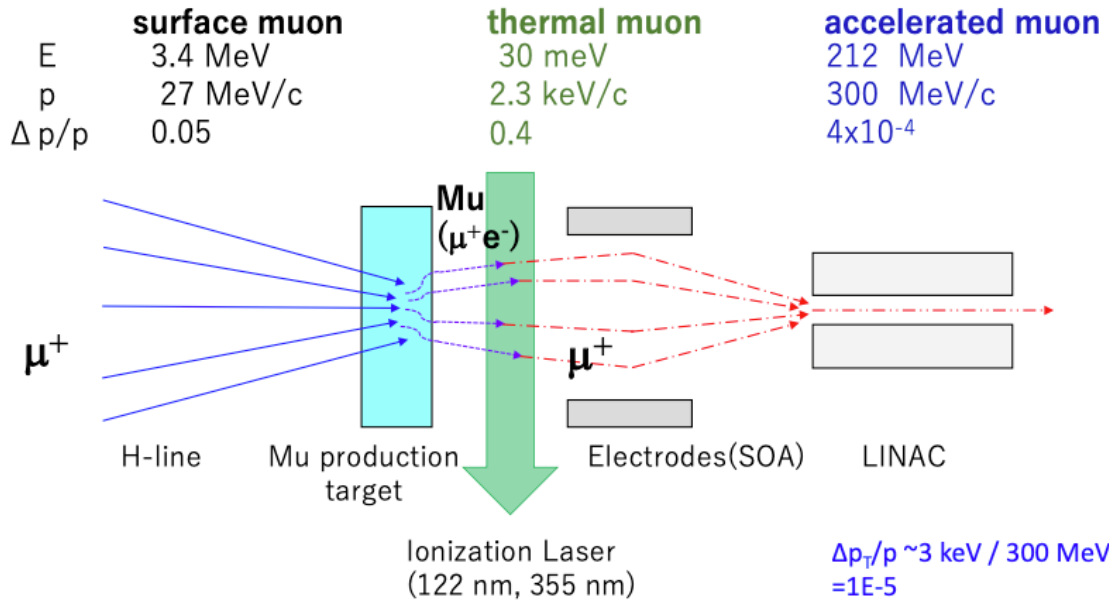 surface muon thermal muon accelerated muon
E 3.4 MeV 30 meV 212 MeV
p 27 MeV/c 2.3 keV/c 300 MeV/c
Δ p/p 0.05 0.4 4x10⁻⁴
Mu
(μ⁺e⁻)
μ⁺ μ⁺
H-line Mu production Electrodes(SOA) LINAC
target
Ionization Laser
(122 nm, 355 nm)
Δp_T/p ~3 keV / 300 MeV
=1E-5